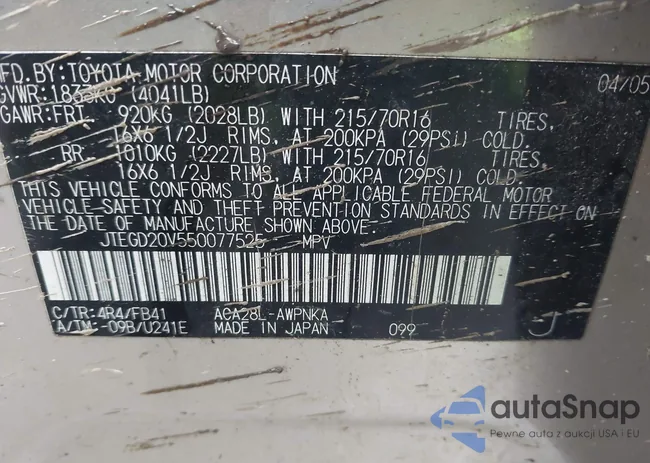 MFD. BY: TOYOTA MOTOR CORPORATION 04/05
GVWR: 1833KG (4041LB)
GAWR: FRT 920KG (2028LB) WITH 215/70R16 TIRES,
16X6 1/2J RIMS, AT 200KPA (29PSI) COLD.
RR 1010KG (2227LB) WITH 215/70R16 TIRES,
16X6 1/2J RIMS, AT 200KPA (29PSI) COLD.
THIS VEHICLE CONFORMS TO ALL APPLICABLE FEDERAL MOTOR
VEHICLE SAFETY AND THEFT PREVENTION STANDARDS IN EFFECT ON
THE DATE OF MANUFACTURE SHOWN ABOVE.
JTEGD20V550077525 MPV
C/TR: 4R4/FB41 ACA28L-AWPNKA
A/TM: -09B/U241E MADE IN JAPAN 099 J
autaSnap
Pewne auta z aukcji USA i EU